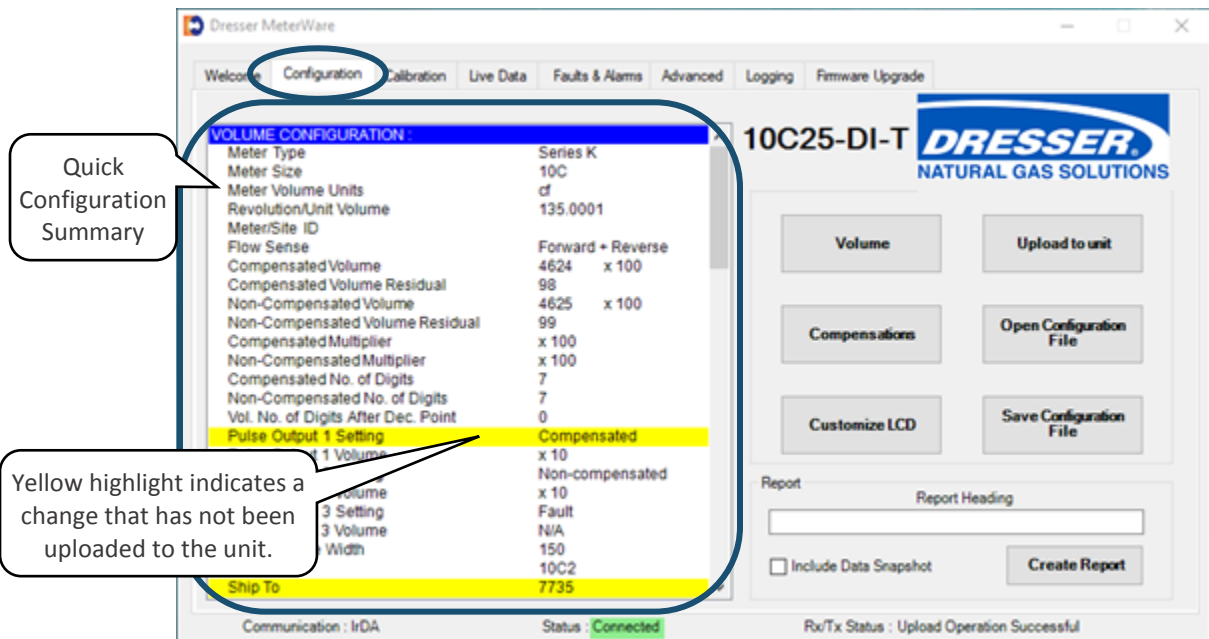 Dresser MeterWare
Welcome Configuration Calibration Live Data Faults & Alarms Advanced Logging Firmware Upgrade
Quick
Configuration
Summary
VOLUME CONFIGURATION :
Meter Type Series K
Meter Size 10C
Meter Volume Units cf
Revolution/Unit Volume 135.0001
Meter/Site ID
Flow Sense Forward + Reverse
Compensated Volume 4624 x 100
Compensated Volume Residual 98
Non-Compensated Volume 4625 x 100
Non-Compensated Volume Residual 99
Compensated Multiplier x 100
Non-Compensated Multiplier x 100
Compensated No. of Digits 7
Non-Compensated No. of Digits 7
Vol. No. of Digits After Dec. Point 0
Pulse Output 1 Setting Compensated
1 Volume x 10
Non-compensated
Volume x 10
3 Setting Fault
3 Volume N/A
Width 150
10C2
Ship To 7735
Yellow highlight indicates a
change that has not been
uploaded to the unit.
10C25-DI-T
DRESSER®
NATURAL GAS SOLUTIONS
Volume Upload to unit
Compensations Open Configuration
File
Customize LCD Save Configuration
File
Report
Report Heading
Include Data Snapshot Create Report
Communication : IrDA Status : Connected Rx/Tx Status : Upload Operation Successful